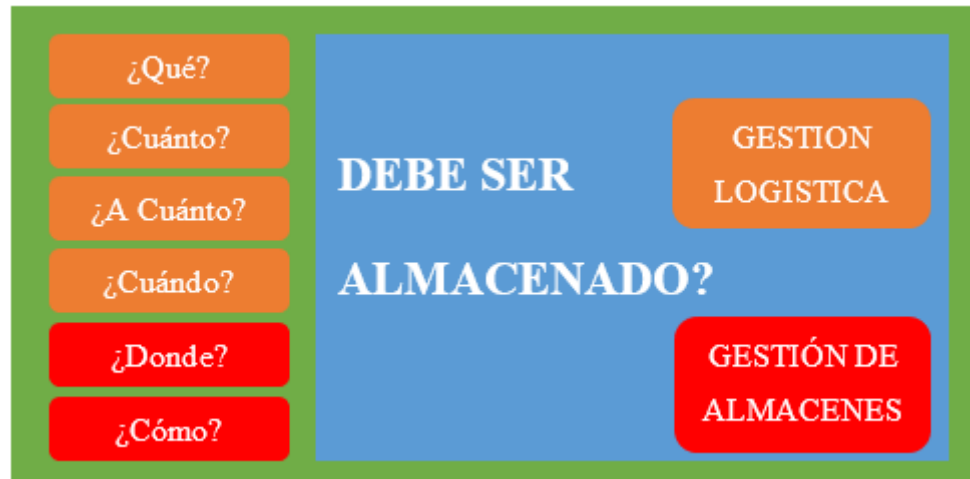 ¿Qué?
¿Cuánto?
¿A Cuánto?
¿Cuándo?
¿Donde?
¿Cómo?
DEBE SER
ALMACENADO?
GESTION
LOGISTICA
GESTIÓN DE
ALMACENES